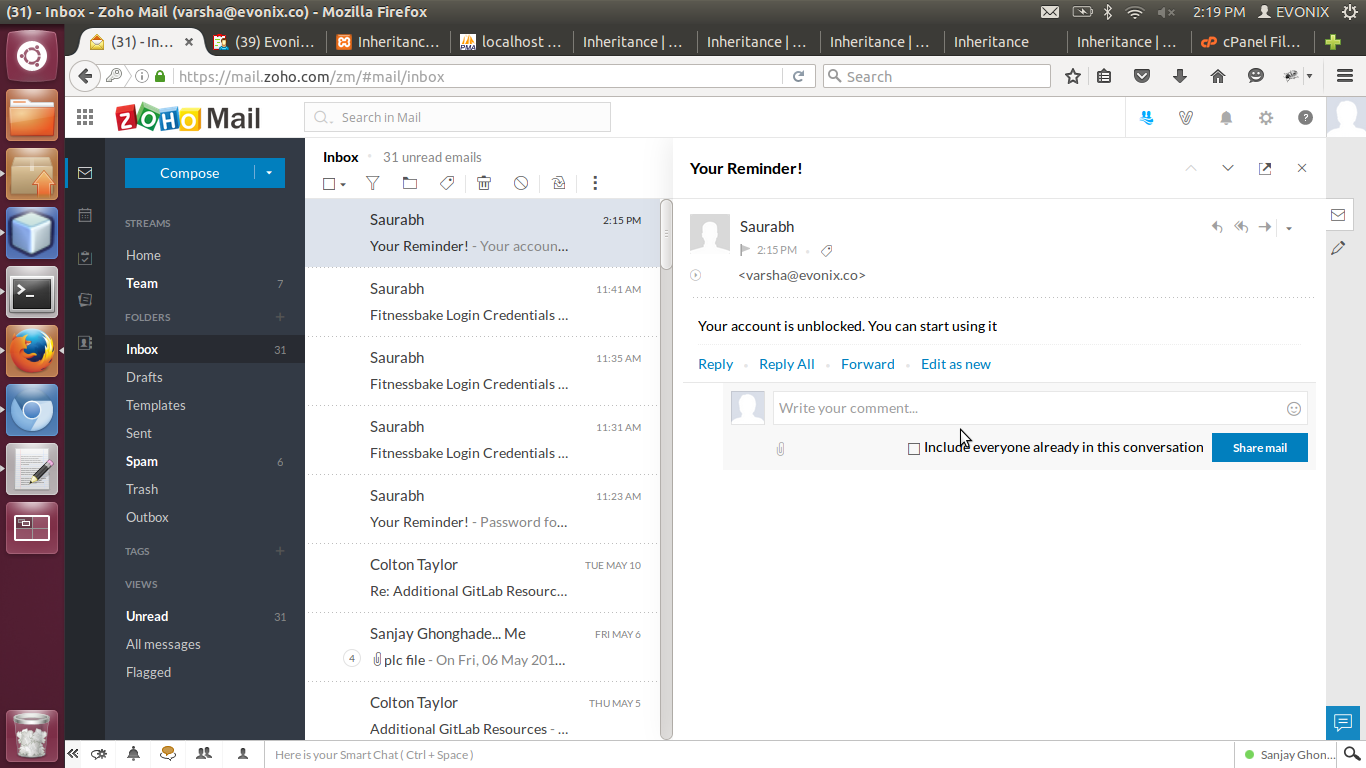 (31) - Inbox - Zoho Mail (varsha@evonix.co) - Mozilla Firefox
2:19 PM EVONIX
(31) - In... × (39) Evoni... Inheritanc... localhost ... Inheritance | ... Inheritance | ... Inheritance | ... Inheritance Inheritance | ... cPanel Fil...
https://mail.zoho.com/zm/#mail/inbox
Search
ZOHO Mail
Search in Mail
Compose
STREAMS
Home
Team 7
FOLDERS +
Inbox 31
Drafts
Templates
Sent
Spam 6
Trash
Outbox
TAGS +
VIEWS
Unread 31
All messages
Flagged
Inbox 31 unread emails
Saurabh 2:15 PM
Your Reminder! - Your accoun...
Saurabh 11:41 AM
Fitnessbake Login Credentials ...
Saurabh 11:35 AM
Fitnessbake Login Credentials ...
Saurabh 11:31 AM
Fitnessbake Login Credentials ...
Saurabh 11:23 AM
Your Reminder! - Password fo...
Colton Taylor TUE MAY 10
Re: Additional GitLab Resourc...
Sanjay Ghonghade... Me FRI MAY 6
4 plc file - On Fri, 06 May 201...
Colton Taylor THU MAY 5
Additional GitLab Resources - ...
Your Reminder!
Saurabh
2:15 PM
<varsha@evonix.co>
Your account is unblocked. You can start using it
Reply Reply All Forward Edit as new
Write your comment...
Include everyone already in this conversation Share mail
Here is your Smart Chat ( Ctrl + Space )
Sanjay Ghon...